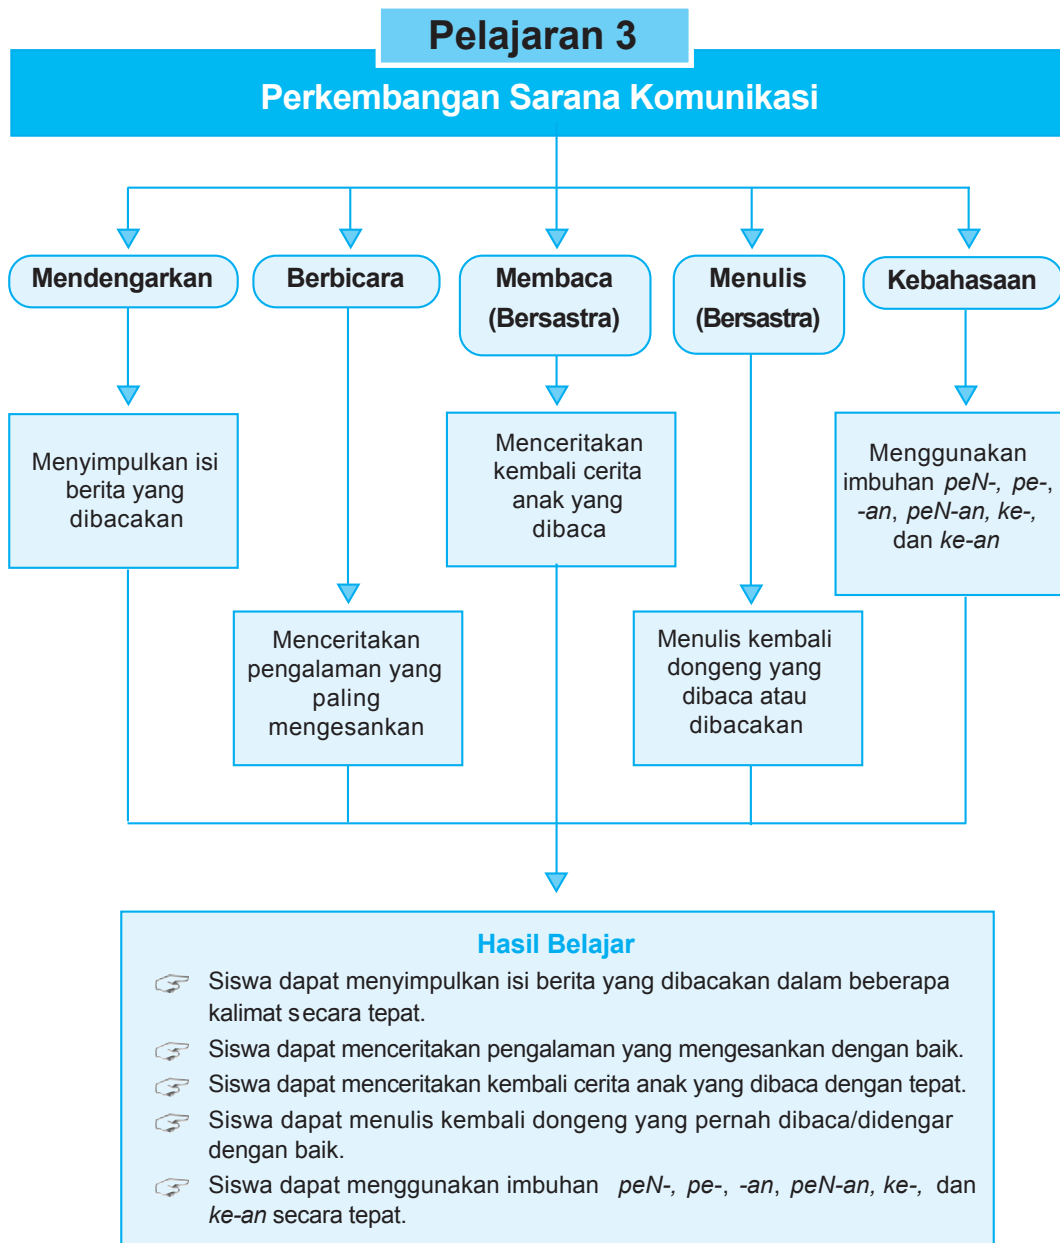 Pelajaran 3
Perkembangan Sarana Komunikasi
Mendengarkan
Berbicara
Membaca
(Bersastra)
Menulis
(Bersastra)
Kebahasaan
Menyimpulkan isi
berita yang
dibacakan
Menceritakan
pengalaman yang
paling
mengesankan
Menceritakan
kembali cerita
anak yang
dibaca
Menulis kembali
dongeng yang
dibaca atau
dibacakan
Menggunakan
imbuhan peN-, pe-,
-an, peN-an, ke-,
dan ke-an
Hasil Belajar
Siswa dapat menyimpulkan isi berita yang dibacakan dalam beberapa
kalimat secara tepat.
Siswa dapat menceritakan pengalaman yang mengesankan dengan baik.
Siswa dapat menceritakan kembali cerita anak yang dibaca dengan tepat.
Siswa dapat menulis kembali dongeng yang pernah dibaca/didengar
dengan baik.
Siswa dapat menggunakan imbuhan peN-, pe-, -an, peN-an, ke-, dan
ke-an secara tepat.